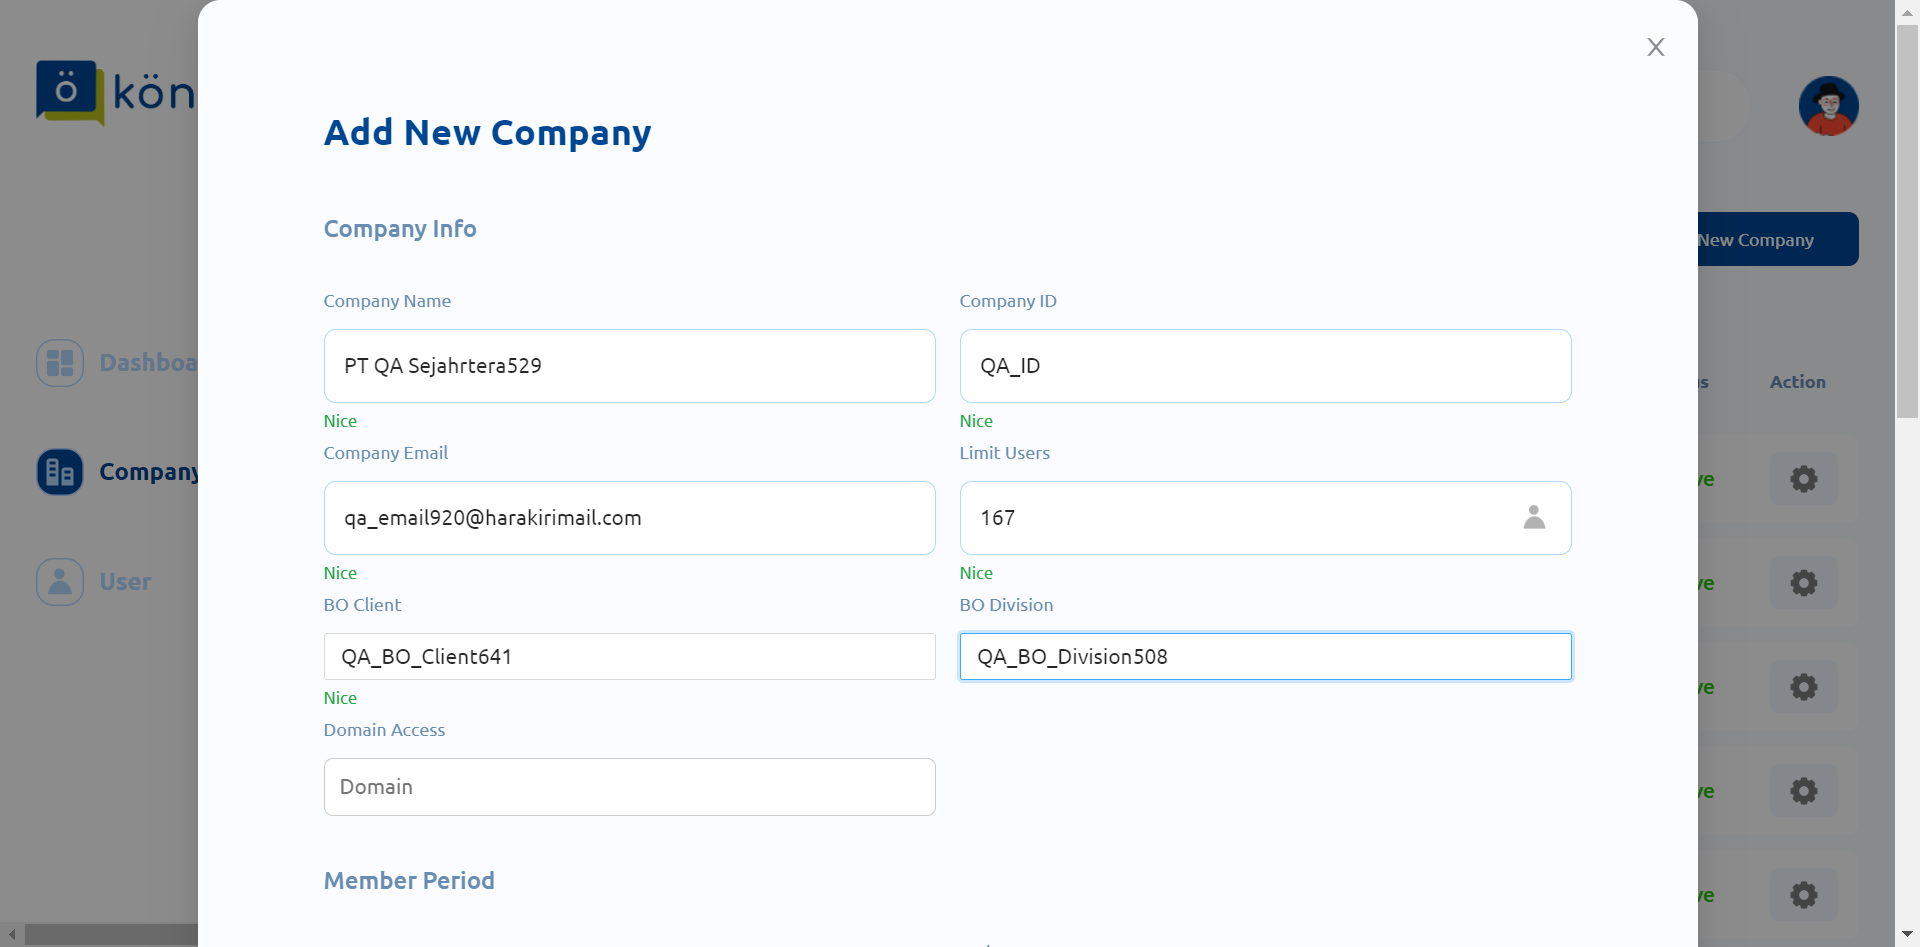 ö kön
Add New Company
New Company
Company Info
Company Name
Company ID
PT QA Sejahrtera529
QA_ID
Nice
Nice
Dashboa
Action
Company Email
Limit Users
Company
qa_email920@harakirimail.com
167
Nice
Nice
User
BO Client
BO Division
QA_BO_Client641
QA_BO_Division508
Nice
Domain Access
Domain
Member Period